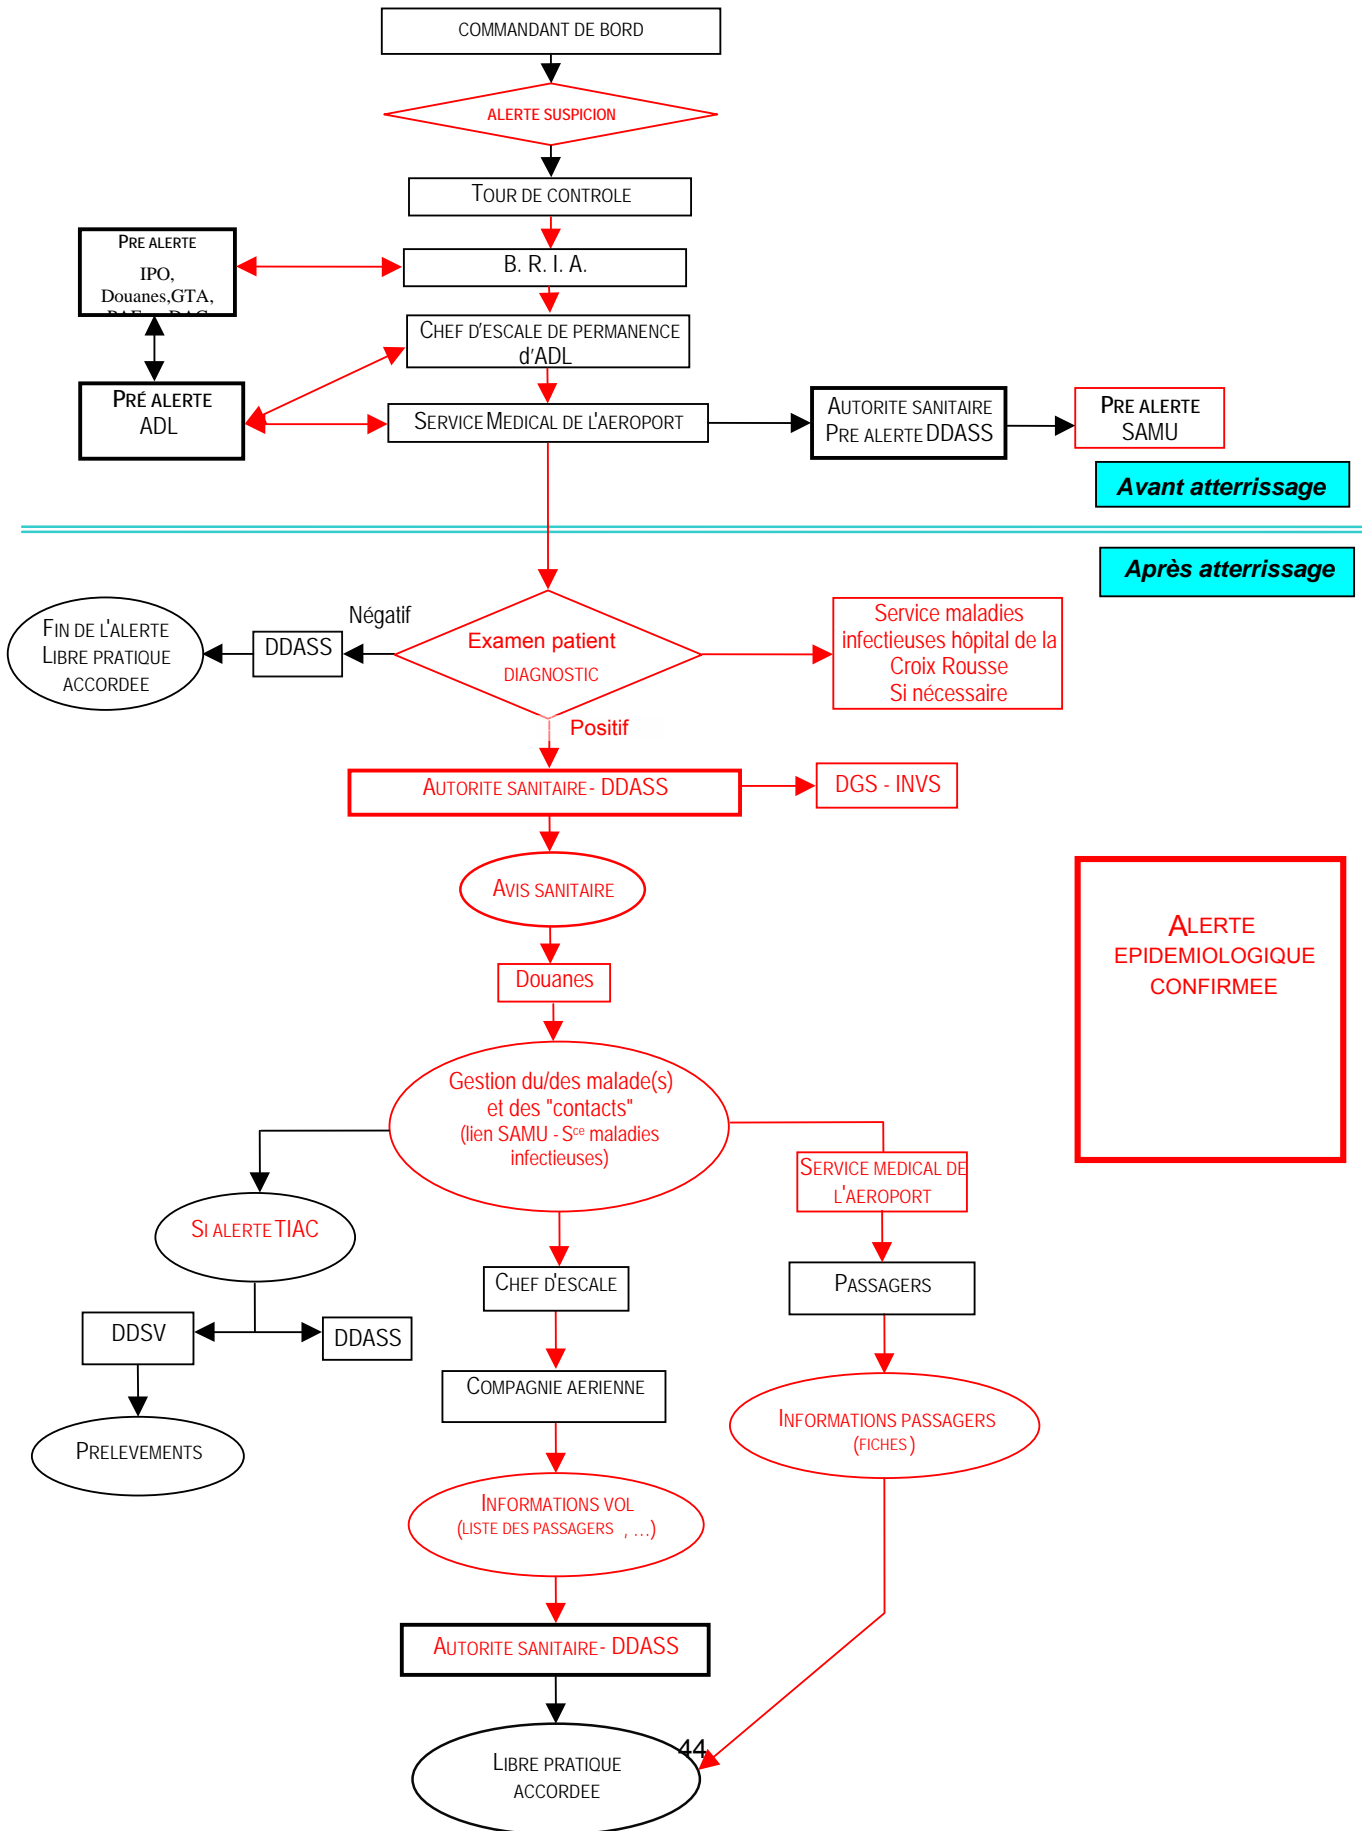 COMMANDANT DE BORD
ALERTE SUSPICION
TOUR DE CONTROLE
PRE ALERTE
IPO,
Douanes,GTA,
B. R. I. A.
CHEF D'ESCALE DE PERMANENCE
d'ADL
PRÉ ALERTE
ADL
SERVICE MEDICAL DE L'AEROPORT
AUTORITE SANITAIRE
PRE ALERTE DDASS
PRE ALERTE
SAMU
Avant atterrissage
Après atterrissage
FIN DE L'ALERTE
LIBRE PRATIQUE
ACCORDEE
DDASS
Négatif
Examen patient
DIAGNOSTIC
Service maladies
infectieuses hôpital de la
Croix Rousse
Si nécessaire
Positif
AUTORITE SANITAIRE- DDASS
DGS - INVS
AVIS SANITAIRE
Douanes
ALERTE
EPIDEMIOLOGIQUE
CONFIRMEE
Gestion du/des malade(s)
et des "contacts"
(lien SAMU - Sce maladies
infectieuses)
SERVICE MEDICAL DE
L'AEROPORT
SI ALERTE TIAC
CHEF D'ESCALE
PASSAGERS
DDSV
DDASS
COMPAGNIE AERIENNE
INFORMATIONS PASSAGERS
(FICHES )
PRELEVEMENTS
INFORMATIONS VOL
(LISTE DES PASSAGERS , ...)
AUTORITE SANITAIRE- DDASS
44
LIBRE PRATIQUE
ACCORDEE